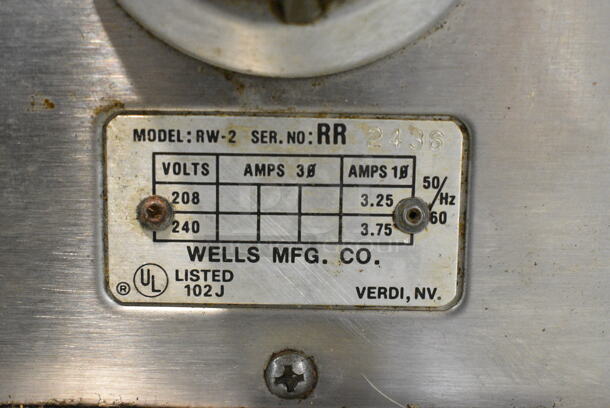 MODEL: RW-2 SER. NO: RR 2436
VOLTS AMPS 3Ø AMPS 1Ø
208 3.25
240 3.75
50/60 Hz
WELLS MFG. CO.
® UL LISTED
102J
VERDI, NV.